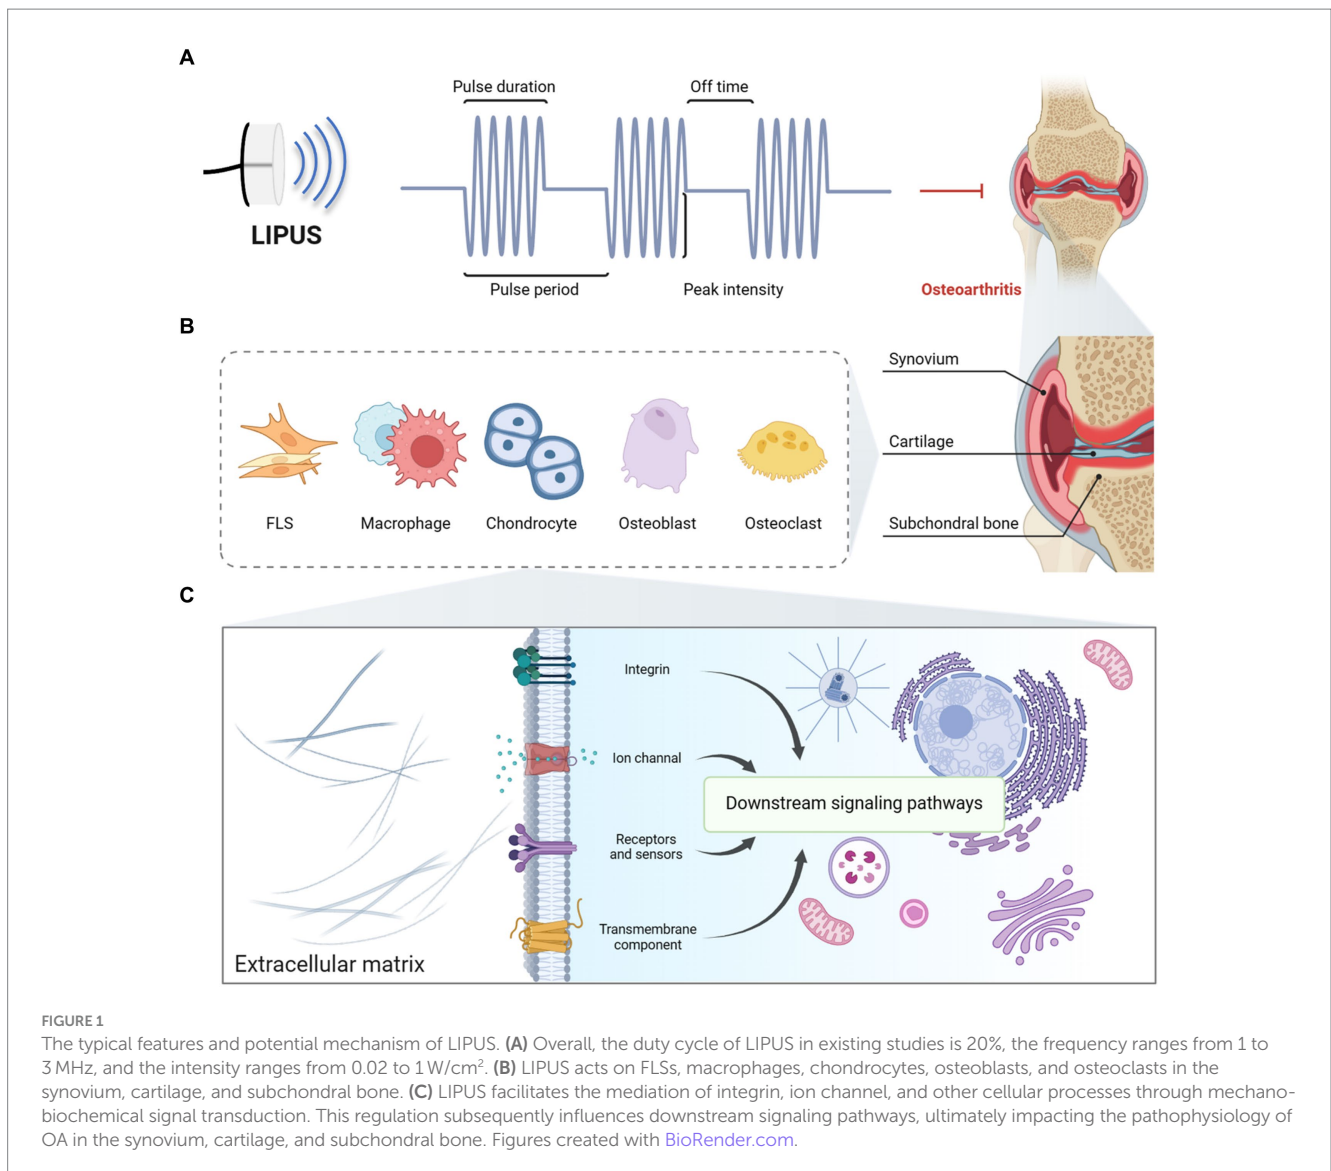 A
Pulse duration
Off time
LIPUS
Pulse period
Peak intensity
Osteoarthritis
B
Synovium
Cartilage
Subchondral bone
FLS
Macrophage
Chondrocyte
Osteoblast
Osteoclast
C
Integrin
Ion channel
Downstream signaling pathways
Receptors
and sensors
Transmembrane
component
Extracellular matrix
FIGURE 1
The typical features and potential mechanism of LIPUS. (A) Overall, the duty cycle of LIPUS in existing studies is 20%, the frequency ranges from 1 to
3 MHz, and the intensity ranges from 0.02 to 1 W/cm². (B) LIPUS acts on FLSs, macrophages, chondrocytes, osteoblasts, and osteoclasts in the
synovium, cartilage, and subchondral bone. (C) LIPUS facilitates the mediation of integrin, ion channel, and other cellular processes through mechano-
biochemical signal transduction. This regulation subsequently influences downstream signaling pathways, ultimately impacting the pathophysiology of
OA in the synovium, cartilage, and subchondral bone. Figures created with BioRender.com.